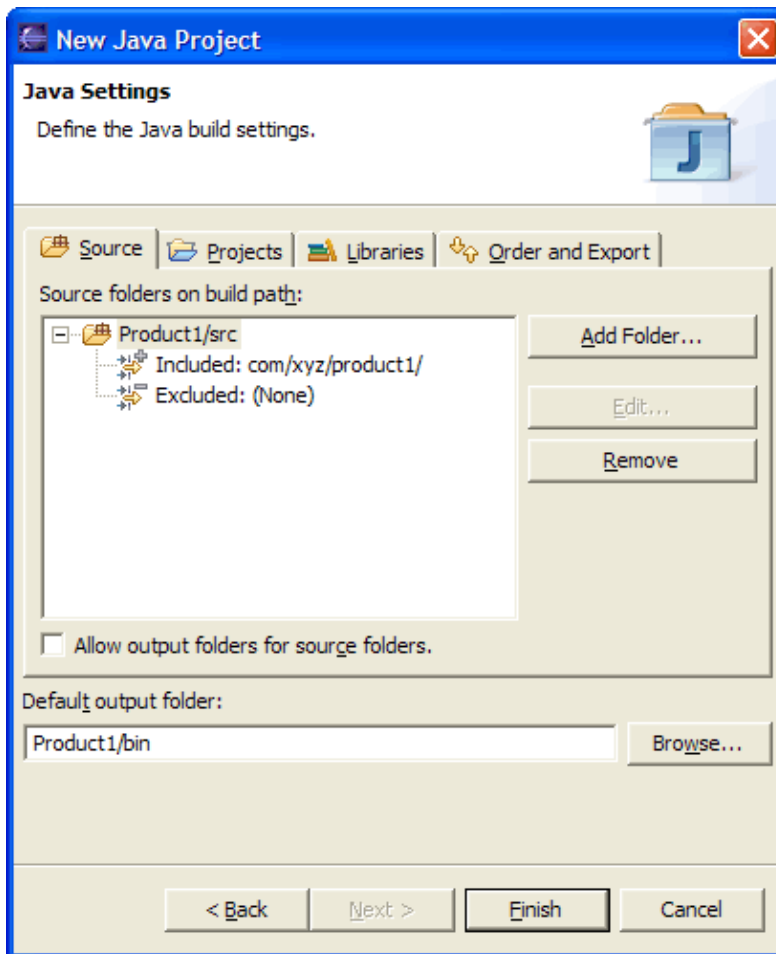 New Java Project
Java Settings
Define the Java build settings.
Source Projects Libraries Order and Export
Source folders on build path:
Product1/src
Included: com/xyz/product1/
Excluded: (None)
Add Folder...
Edit...
Remove
Allow output folders for source folders.
Default output folder:
Product1/bin
Browse...
< Back Next > Finish Cancel